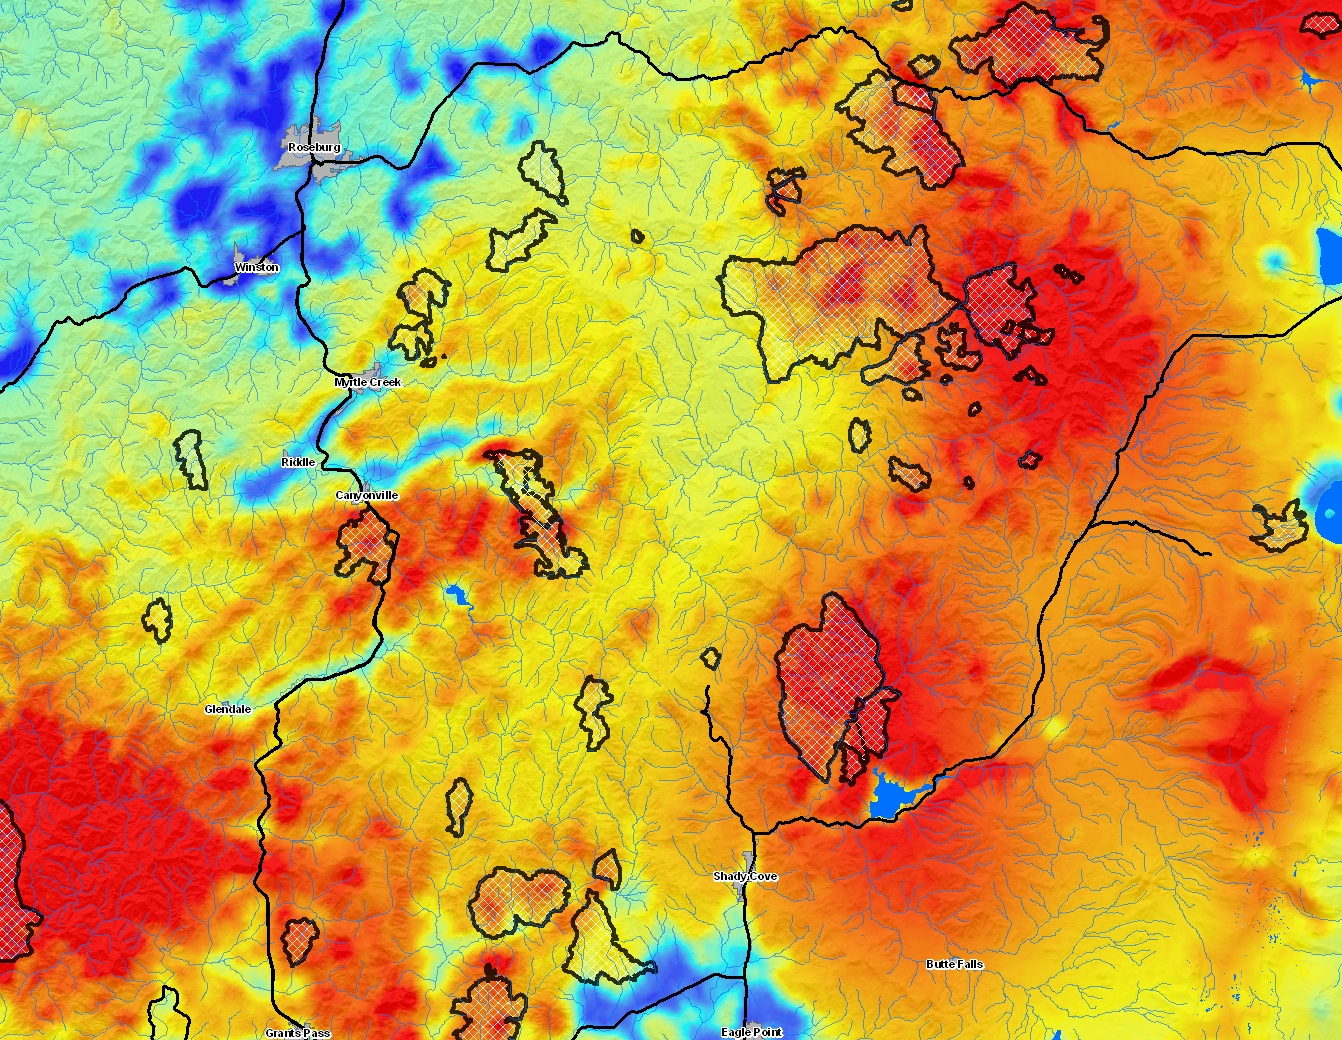 Roseburg
Winston
Myrtle Creek
Riddle
Canyonville
Glendale
Shady Cove
Butte Falls
Eagle Point
Grants Pass